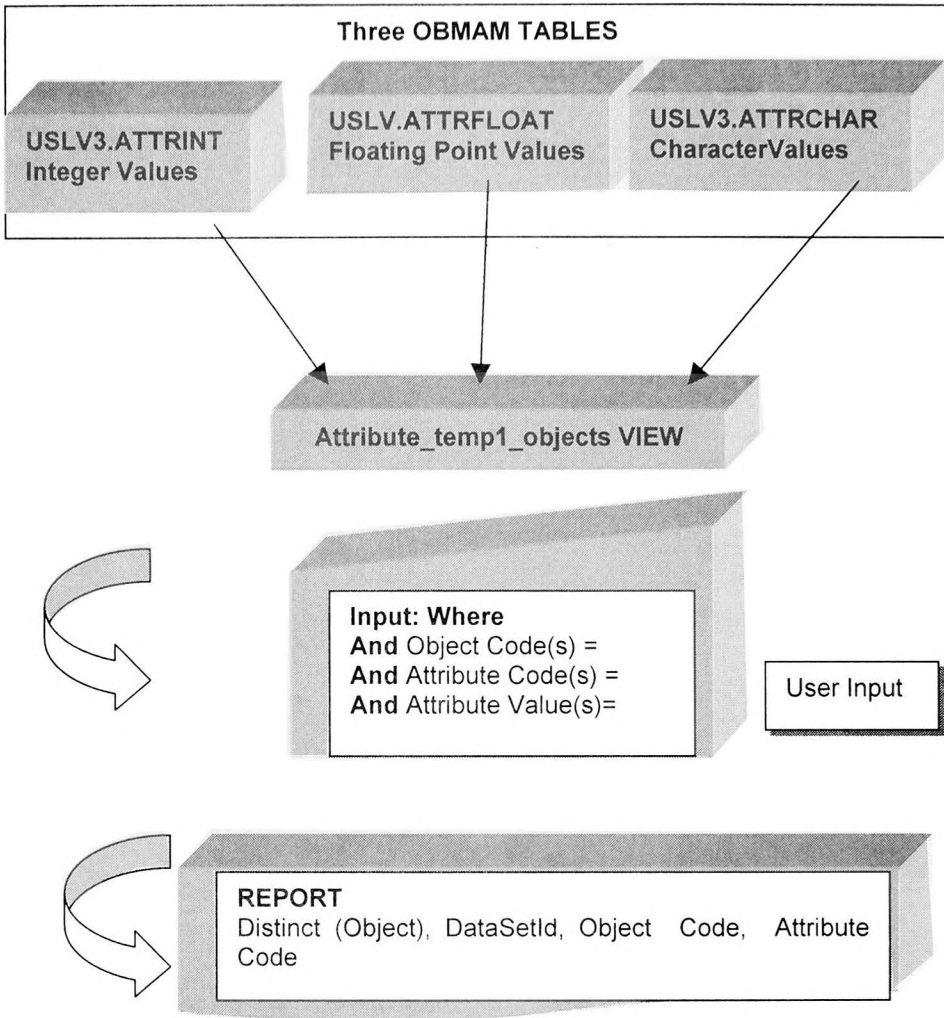 Three OBMAM TABLES
USLV3.ATTRINT
Integer Values
USLV.ATTRFLOAT
Floating Point Values
USLV3.ATTRCHAR
CharacterValues
Attribute_temp1_objects VIEW
Input: Where
And Object Code(s) =
And Attribute Code(s) =
And Attribute Value(s)=
User Input
REPORT
Distinct (Object), DataSetId, Object Code, Attribute
Code